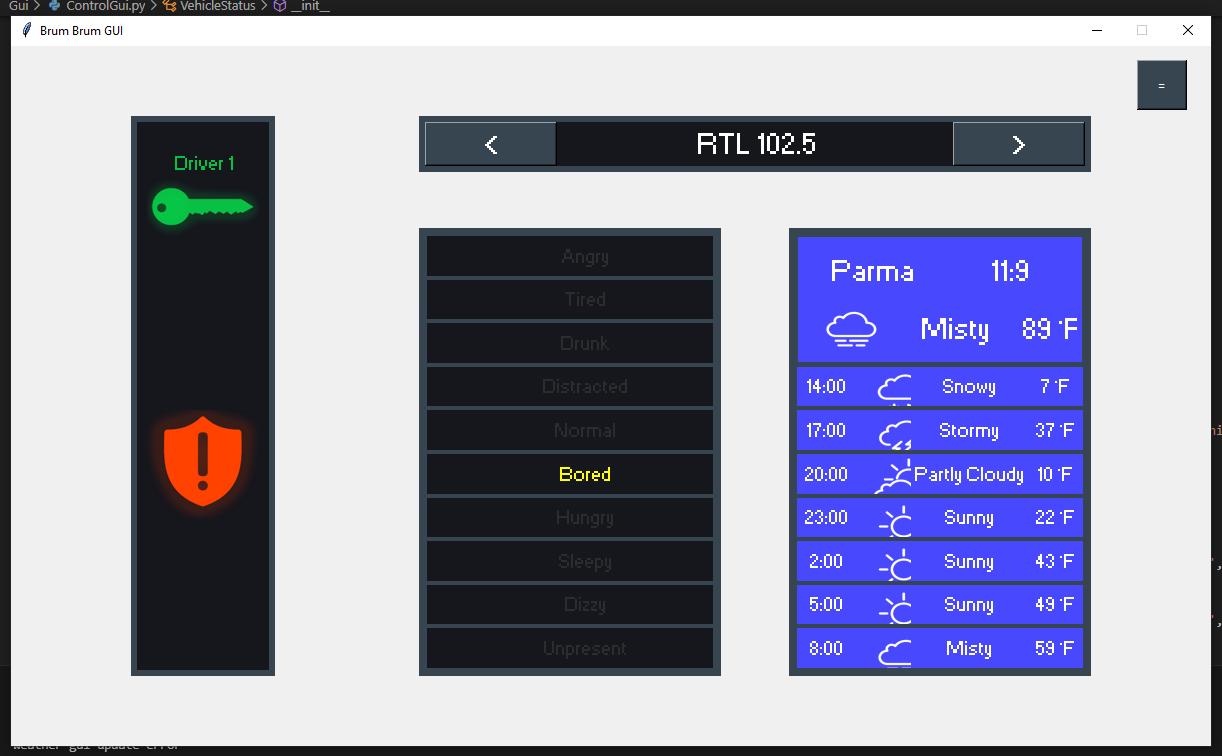 Gui > ControlGui.py > VehicleStatus > __init__
Brum Brum GUI
=
Driver 1
< RTL 102.5 >
Angry
Tired
Drunk
Distracted
Normal
Bored
Hungry
Sleepy
Dizzy
Unpresent
Parma 11:9
Misty 89 °F
14:00 Snowy 7 °F
17:00 Stormy 37 °F
20:00 Partly Cloudy 10 °F
23:00 Sunny 22 °F
2:00 Sunny 43 °F
5:00 Sunny 49 °F
8:00 Misty 59 °F
weather gui update error